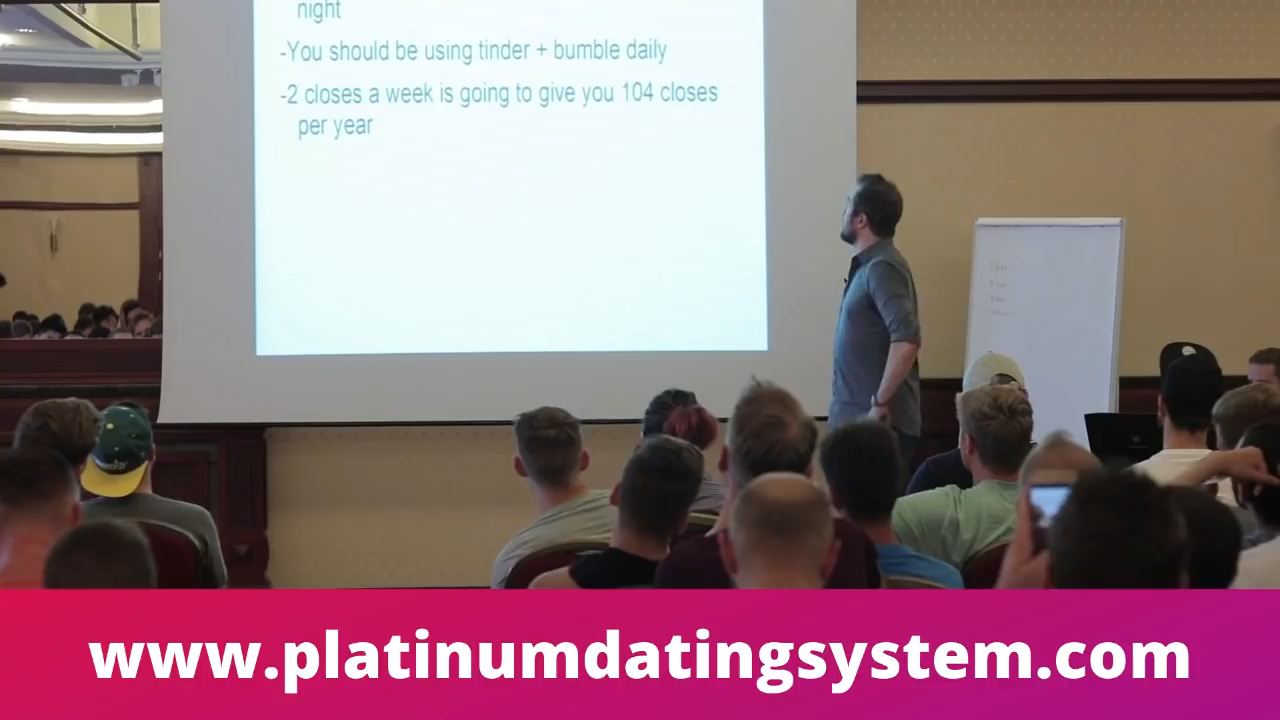 night
-You should be using tinder + bumble daily
-2 closes a week is going to give you 104 closes
per year
www.platinumdatingsystem.com